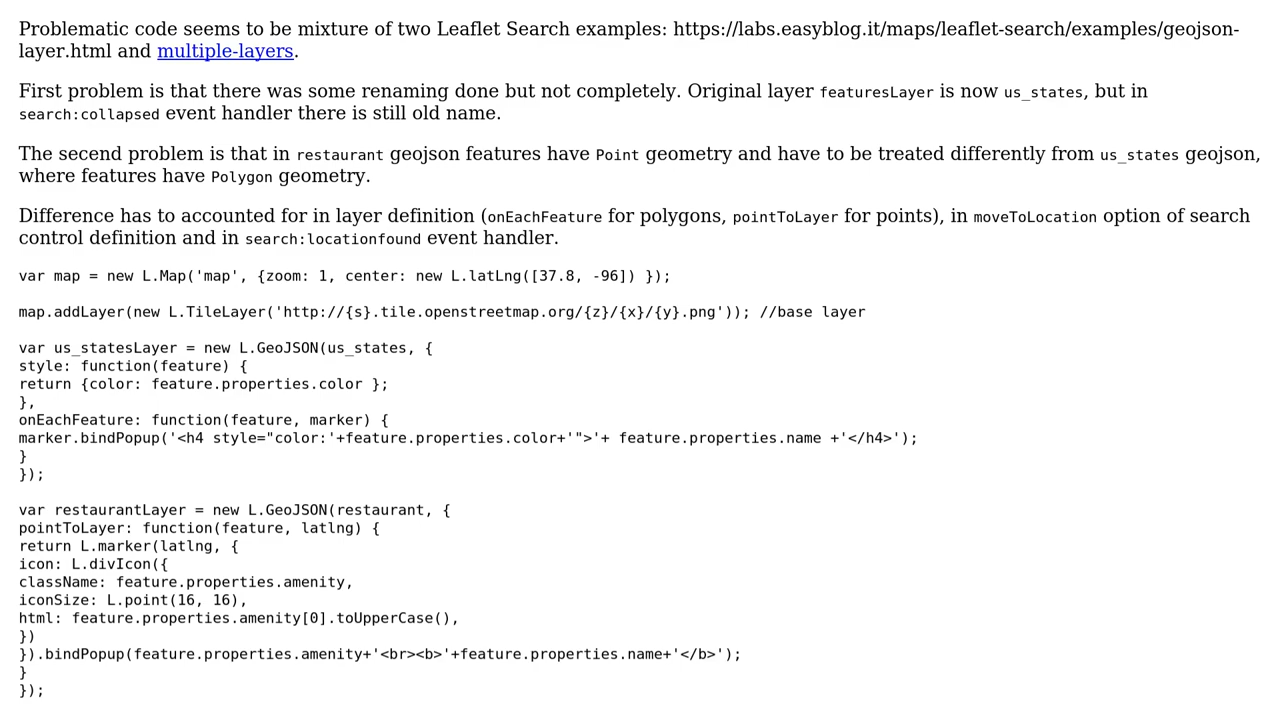 Problematic code seems to be mixture of two Leaflet Search examples: https://labs.easyblog.it/maps/leaflet-search/examples/geojson-
layer.html and multiple-layers.
First problem is that there was some renaming done but not completely. Original layer featuresLayer is now us_states, but in
search:collapsed event handler there is still old name.
The secend problem is that in restaurant geojson features have Point geometry and have to be treated differently from us_states geojson,
where features have Polygon geometry.
Difference has to accounted for in layer definition (onEachFeature for polygons, pointToLayer for points), in moveToLocation option of search
control definition and in search:locationfound event handler.
var map = new L.Map('map', {zoom: 1, center: new L.latLng([37.8, -96]) });
map.addLayer(new L.TileLayer('http://{s}.tile.openstreetmap.org/{z}/{x}/{y}.png')); //base layer
var us_statesLayer = new L.GeoJSON(us_states, {
style: function(feature) {
return {color: feature.properties.color };
},
onEachFeature: function(feature, marker) {
marker.bindPopup('<h4 style="color:'+feature.properties.color+'">'+ feature.properties.name +'</h4>');
}
});
var restaurantLayer = new L.GeoJSON(restaurant, {
pointToLayer: function(feature, latlng) {
return L.marker(latlng, {
icon: L.divIcon({
className: feature.properties.amenity,
iconSize: L.point(16, 16),
html: feature.properties.amenity[0].toUpperCase(),
})
}).bindPopup(feature.properties.amenity+'<br><b>'+feature.properties.name+'</b>');
}
});